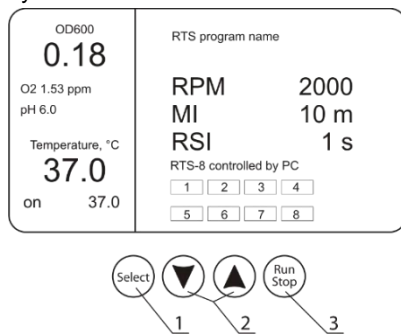 OD600
0.18
O2 1.53 ppm
pH 6.0
Temperature, °C
37.0
on 37.0
RTS program name
RPM 2000
MI 10 m
RSI 1 s
RTS-8 controlled by PC
1 2 3 4
5 6 7 8
Select
Run
Stop
1 2 3